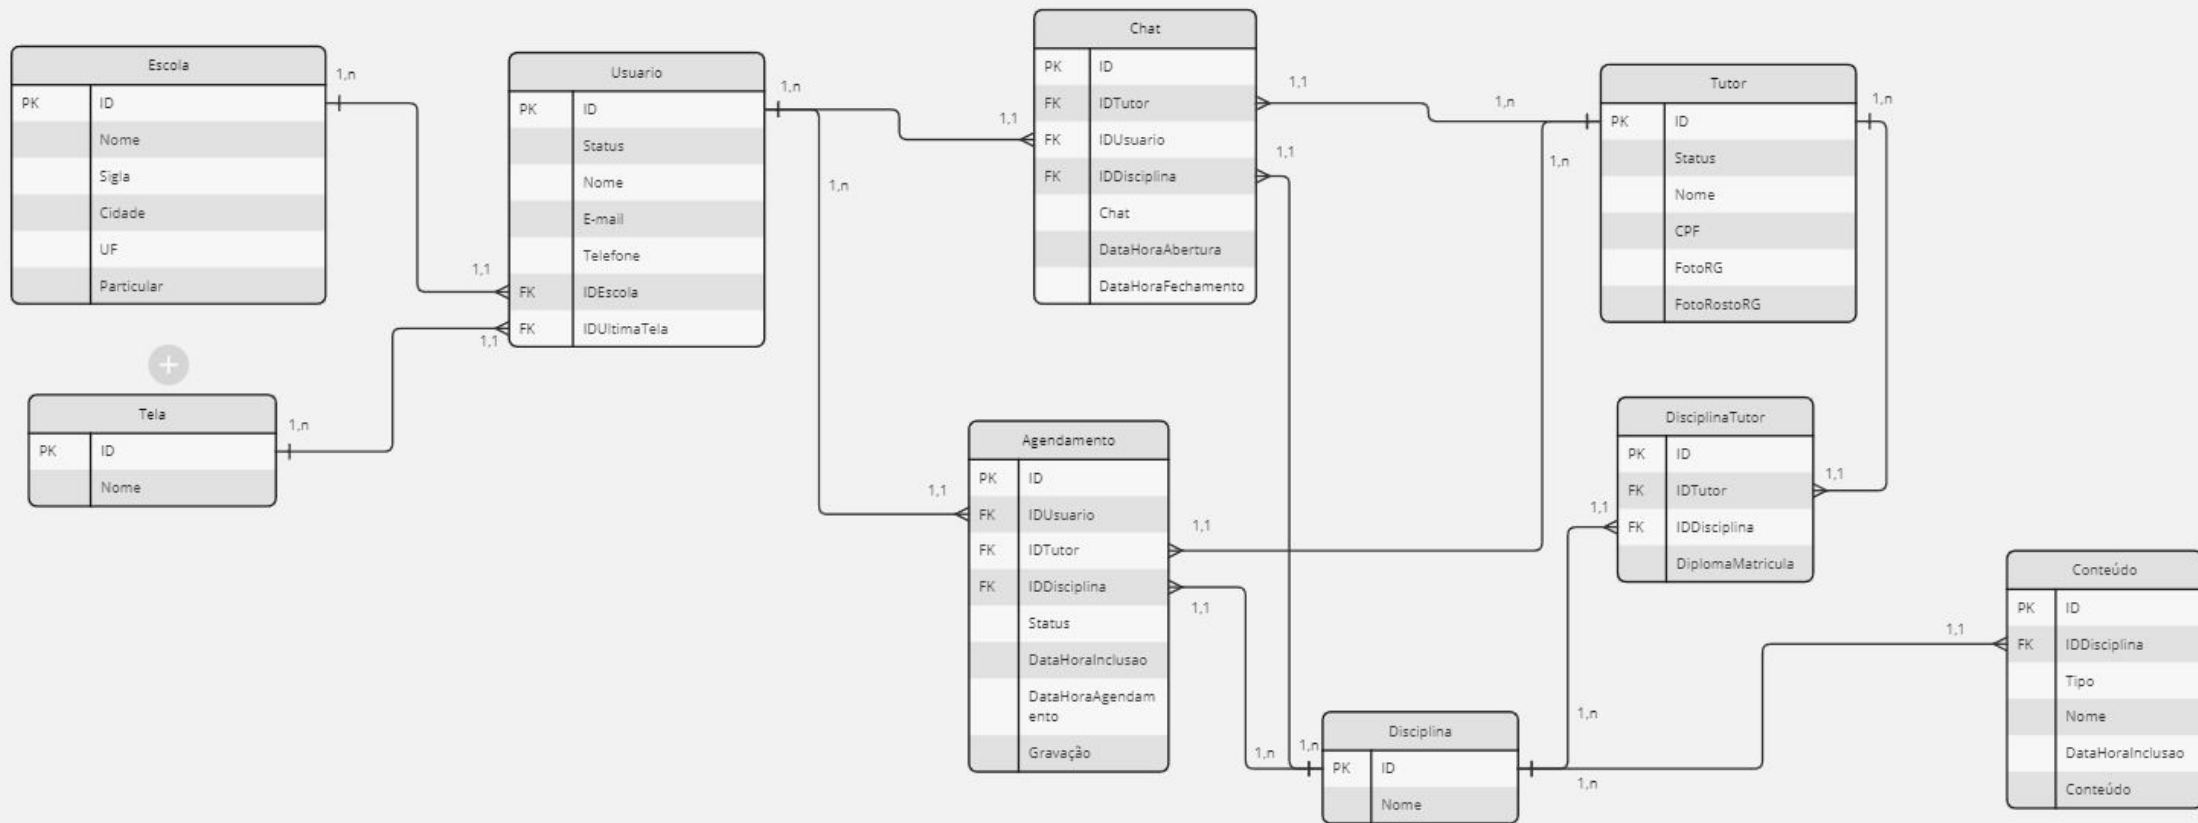 Escola
PK ID
Nome
Sigla
Cidade
UF
Particular
1,n
1,1
Tela
PK ID
Nome
1,n
1,1
Usuario
PK ID
Status
Nome
E-mail
Telefone
FK IDEscola
FK IDUltimaTela
1,n
1,n
1,1
1,1
Chat
PK ID
FK IDTutor
FK IDUsuario
FK IDDisciplina
Chat
DataHoraAbertura
DataHoraFechamento
1,1
1,1
1,n
1,n
Agendamento
PK ID
FK IDUsuario
FK IDTutor
FK IDDisciplina
Status
DataHoraInclusao
DataHoraAgendam
ento
Gravação
1,1
1,1
1,n
1,n
Tutor
PK ID
Status
Nome
CPF
FotoRG
FotoRostoRG
1,n
DisciplinaTutor
PK ID
FK IDTutor
FK IDDisciplina
DiplomaMatricula
1,1
1,1
Disciplina
PK ID
Nome
1,n
1,n
1,1
Conteúdo
PK ID
FK IDDisciplina
Tipo
Nome
DataHoraInclusao
Conteúdo